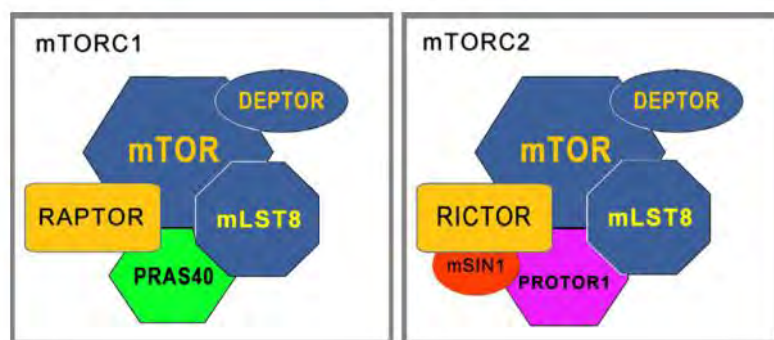 mTORC1
DEPTOR
mTOR
RAPTOR
mLST8
PRAS40
mTORC2
DEPTOR
mTOR
RICTOR
mLST8
mSIN1
PROTOR1